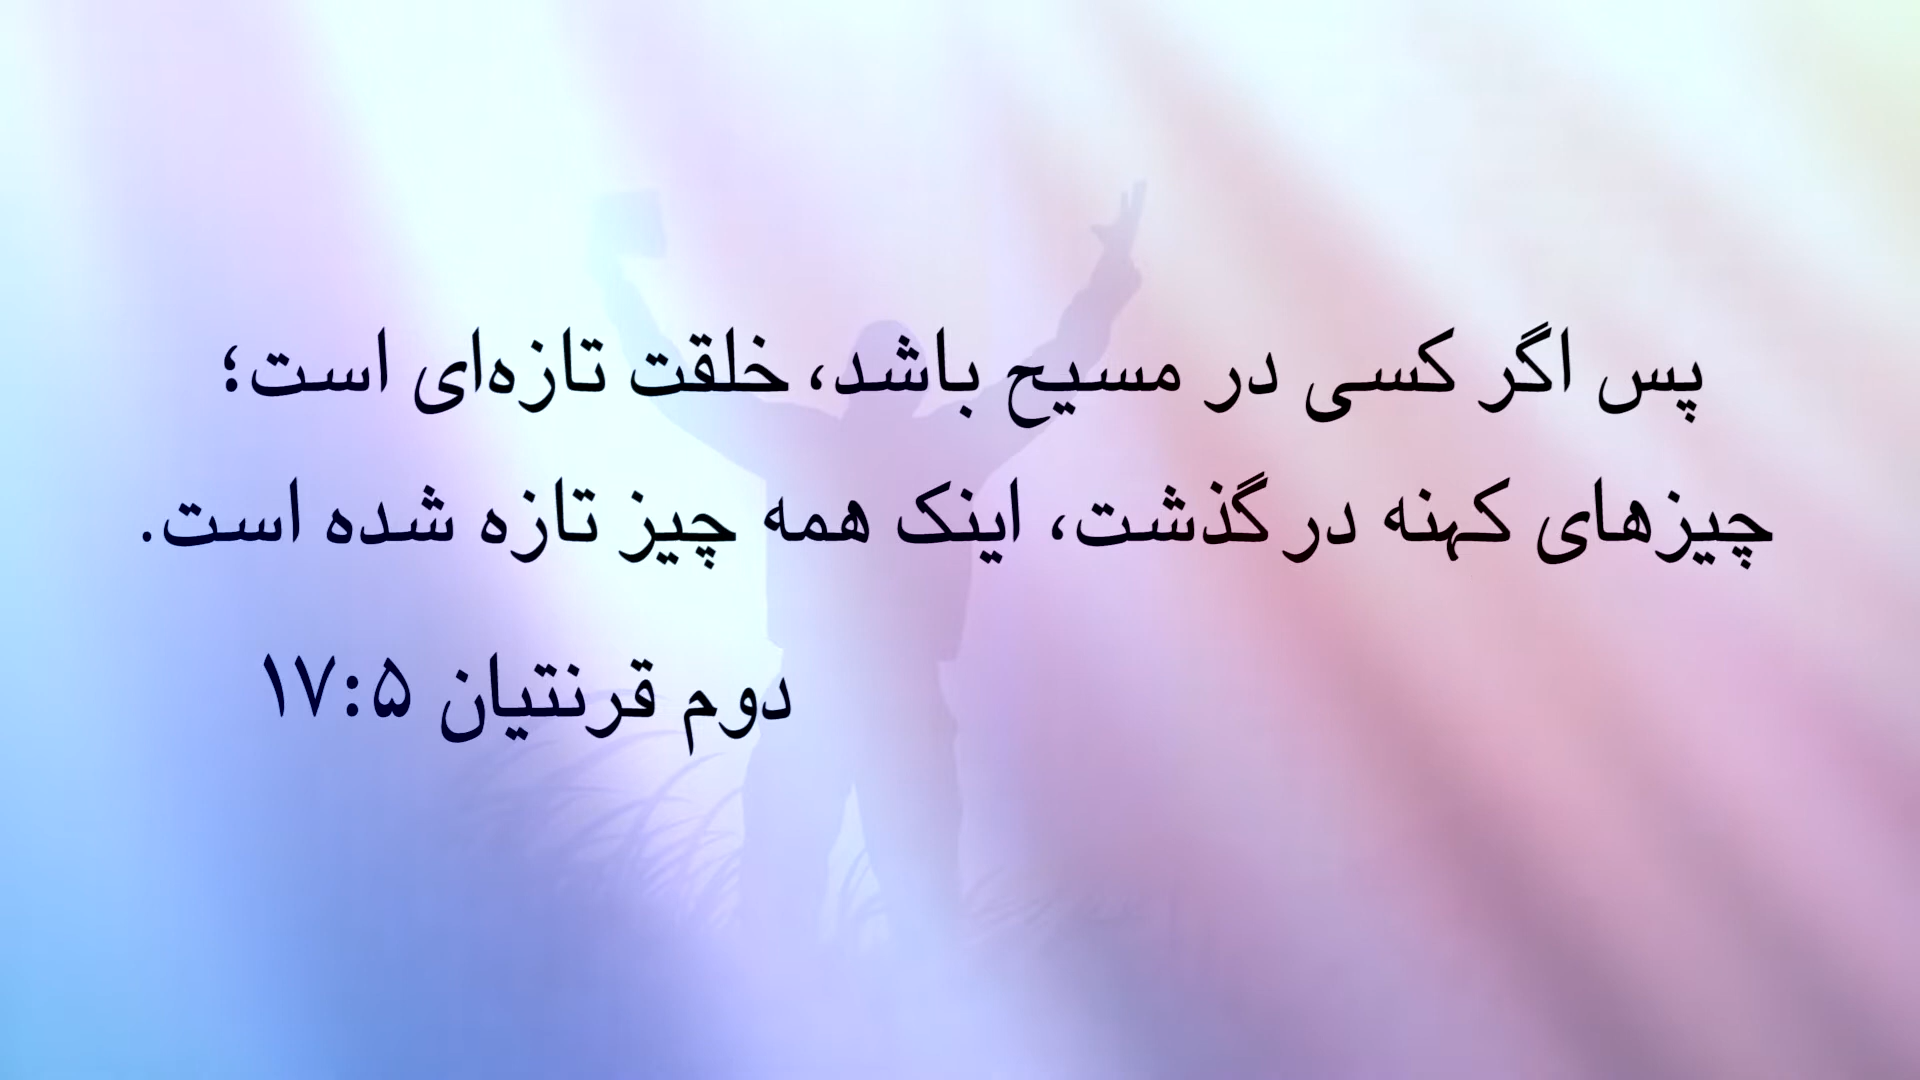 پس اگر کسی در مسیح باشد، خلقت تازه‌ای است؛
چیزهای کهنه درگذشت، اینک همه چیز تازه شده است.
دوم قرنتیان ۱۷:۵